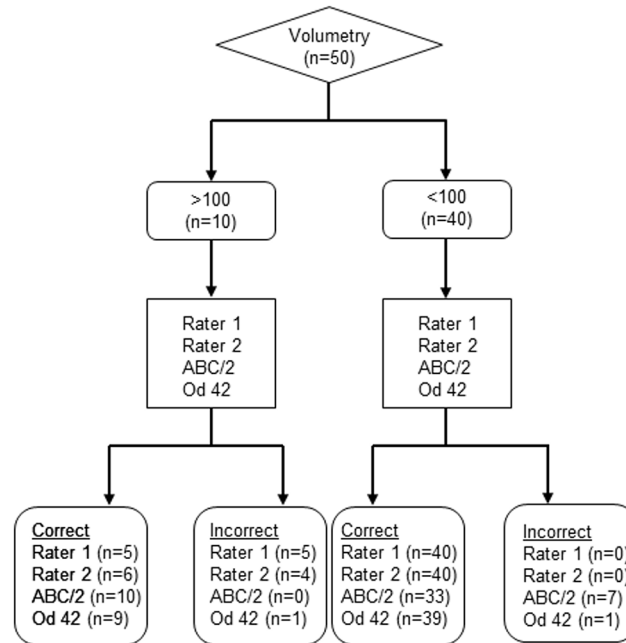 Volumetry
(n=50)
>100
(n=10)
<100
(n=40)
Rater 1
Rater 2
ABC/2
Od 42
Rater 1
Rater 2
ABC/2
Od 42
Correct
Rater 1 (n=5)
Rater 2 (n=6)
ABC/2 (n=10)
Od 42 (n=9)
Incorrect
Rater 1 (n=5)
Rater 2 (n=4)
ABC/2 (n=0)
Od 42 (n=1)
Correct
Rater 1 (n=40)
Rater 2 (n=40)
ABC/2 (n=33)
Od 42 (n=39)
Incorrect
Rater 1 (n=0)
Rater 2 (n=0)
ABC/2 (n=7)
Od 42 (n=1)